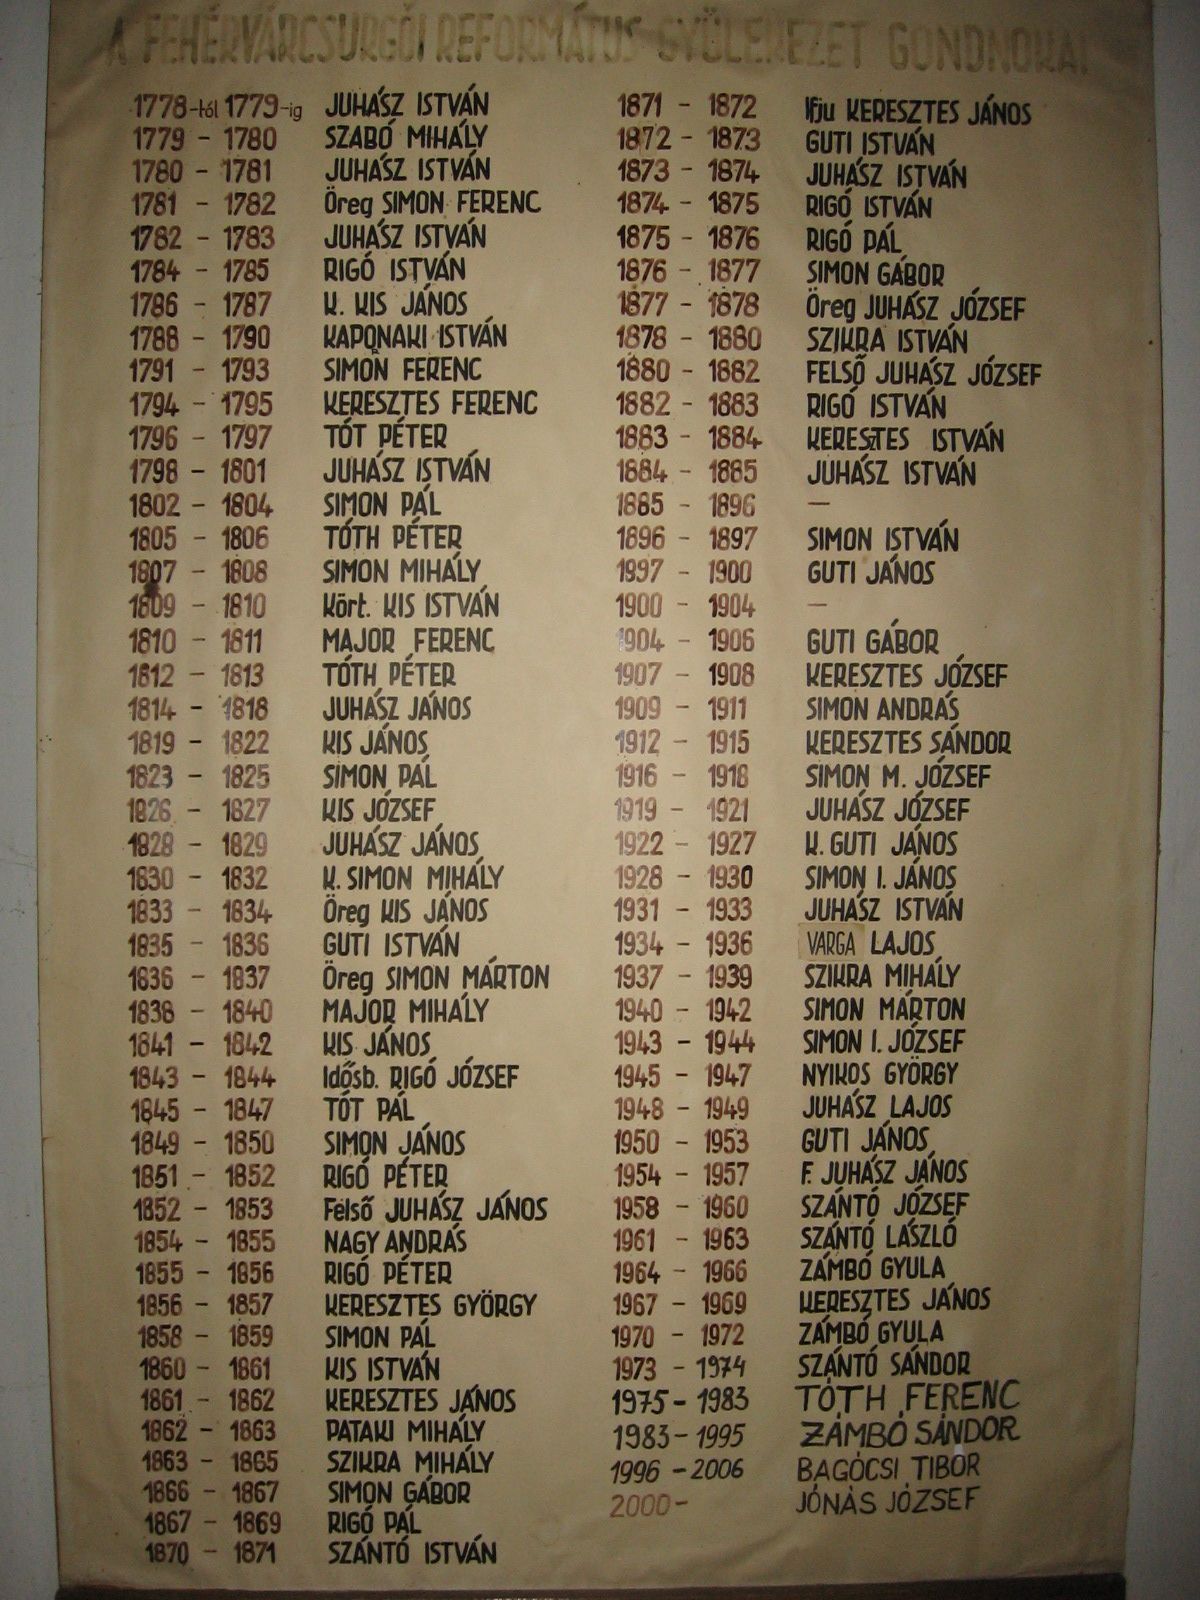 A FEHÉRVÁRCSURGÓI REFORMÁTUS GYÜLEKEZET GONDNOKAI
1778-tól 1779-ig JUHÁSZ ISTVÁN
1779 - 1780 SZABÓ MIHÁLY
1780 - 1781 JUHÁSZ ISTVÁN
1781 - 1782 Öreg SIMON FERENC
1782 - 1783 JUHÁSZ ISTVÁN
1784 - 1785 RIGÓ ISTVÁN
1786 - 1787 K. KIS JÁNOS
1788 - 1790 KAPONAKI ISTVÁN
1791 - 1793 SIMON FERENC
1794 - 1795 KERESZTES FERENC
1796 - 1797 TÓT PÉTER
1798 - 1801 JUHÁSZ ISTVÁN
1802 - 1804 SIMON PÁL
1805 - 1806 TÓTH PÉTER
1807 - 1808 SIMON MIHÁLY
1809 - 1810 Kört. KIS ISTVÁN
1810 - 1811 MAJOR FERENC
1812 - 1813 TÓTH PÉTER
1814 - 1818 JUHÁSZ JÁNOS
1819 - 1822 KIS JÁNOS
1823 - 1825 SIMON PÁL
1826 - 1827 KIS JÓZSEF
1828 - 1829 JUHÁSZ JÁNOS
1830 - 1832 K. SIMON MIHÁLY
1833 - 1834 Öreg KIS JÁNOS
1835 - 1836 GUTI ISTVÁN
1836 - 1837 Öreg SIMON MÁRTON
1838 - 1840 MAJOR MIHÁLY
1841 - 1842 KIS JÁNOS
1843 - 1844 Idősb. RIGÓ JÓZSEF
1845 - 1847 TÓT PÁL
1849 - 1850 SIMON JÁNOS
1851 - 1852 RIGÓ PÉTER
1852 - 1853 Felső JUHÁSZ JÁNOS
1854 - 1855 NAGY ANDRÁS
1855 - 1856 RIGÓ PÉTER
1856 - 1857 KERESZTES GYÖRGY
1858 - 1859 SIMON PÁL
1860 - 1861 KIS ISTVÁN
1861 - 1862 KERESZTES JÁNOS
1862 - 1863 PATAKI MIHÁLY
1863 - 1865 SZIKRA MIHÁLY
1866 - 1867 SIMON GÁBOR
1867 - 1869 RIGÓ PÁL
1870 - 1871 SZÁNTÓ ISTVÁN
1871 - 1872 Ifju KERESZTES JÁNOS
1872 - 1873 GUTI ISTVÁN
1873 - 1874 JUHÁSZ ISTVÁN
1874 - 1875 RIGÓ ISTVÁN
1875 - 1876 RIGÓ PÁL
1876 - 1877 SIMON GÁBOR
1877 - 1878 Öreg JUHÁSZ JÓZSEF
1878 - 1880 SZIKRA ISTVÁN
1880 - 1882 FELSŐ JUHÁSZ JÓZSEF
1882 - 1883 RIGÓ ISTVÁN
1883 - 1884 KERESZTES ISTVÁN
1884 - 1885 JUHÁSZ ISTVÁN
1885 - 1896 -
1896 - 1897 SIMON ISTVÁN
1897 - 1900 GUTI JÁNOS
1900 - 1904 -
1904 - 1906 GUTI GÁBOR
1907 - 1908 KERESZTES JÓZSEF
1909 - 1911 SIMON ANDRÁS
1912 - 1915 KERESZTES SÁNDOR
1916 - 1918 SIMON M. JÓZSEF
1919 - 1921 JUHÁSZ JÓZSEF
1922 - 1927 K. GUTI JÁNOS
1928 - 1930 SIMON I. JÁNOS
1931 - 1933 JUHÁSZ ISTVÁN
1934 - 1936 VARGA LAJOS
1937 - 1939 SZIKRA MIHÁLY
1940 - 1942 SIMON MÁRTON
1943 - 1944 SIMON I. JÓZSEF
1945 - 1947 NYIKOS GYÖRGY
1948 - 1949 JUHÁSZ LAJOS
1950 - 1953 GUTI JÁNOS
1954 - 1957 F. JUHÁSZ JÁNOS
1958 - 1960 SZÁNTÓ JÓZSEF
1961 - 1963 SZÁNTÓ LÁSZLÓ
1964 - 1966 ZÁMBÓ GYULA
1967 - 1969 KERESZTES JÁNOS
1970 - 1972 ZÁMBÓ GYULA
1973 - 1974 SZÁNTÓ SÁNDOR
1975 - 1983 TÓTH FERENC
1983 - 1995 ZÁMBÓ SÁNDOR
1996 - 2006 BAGÓCSI TIBOR
2000 - JÓNÁS JÓZSEF